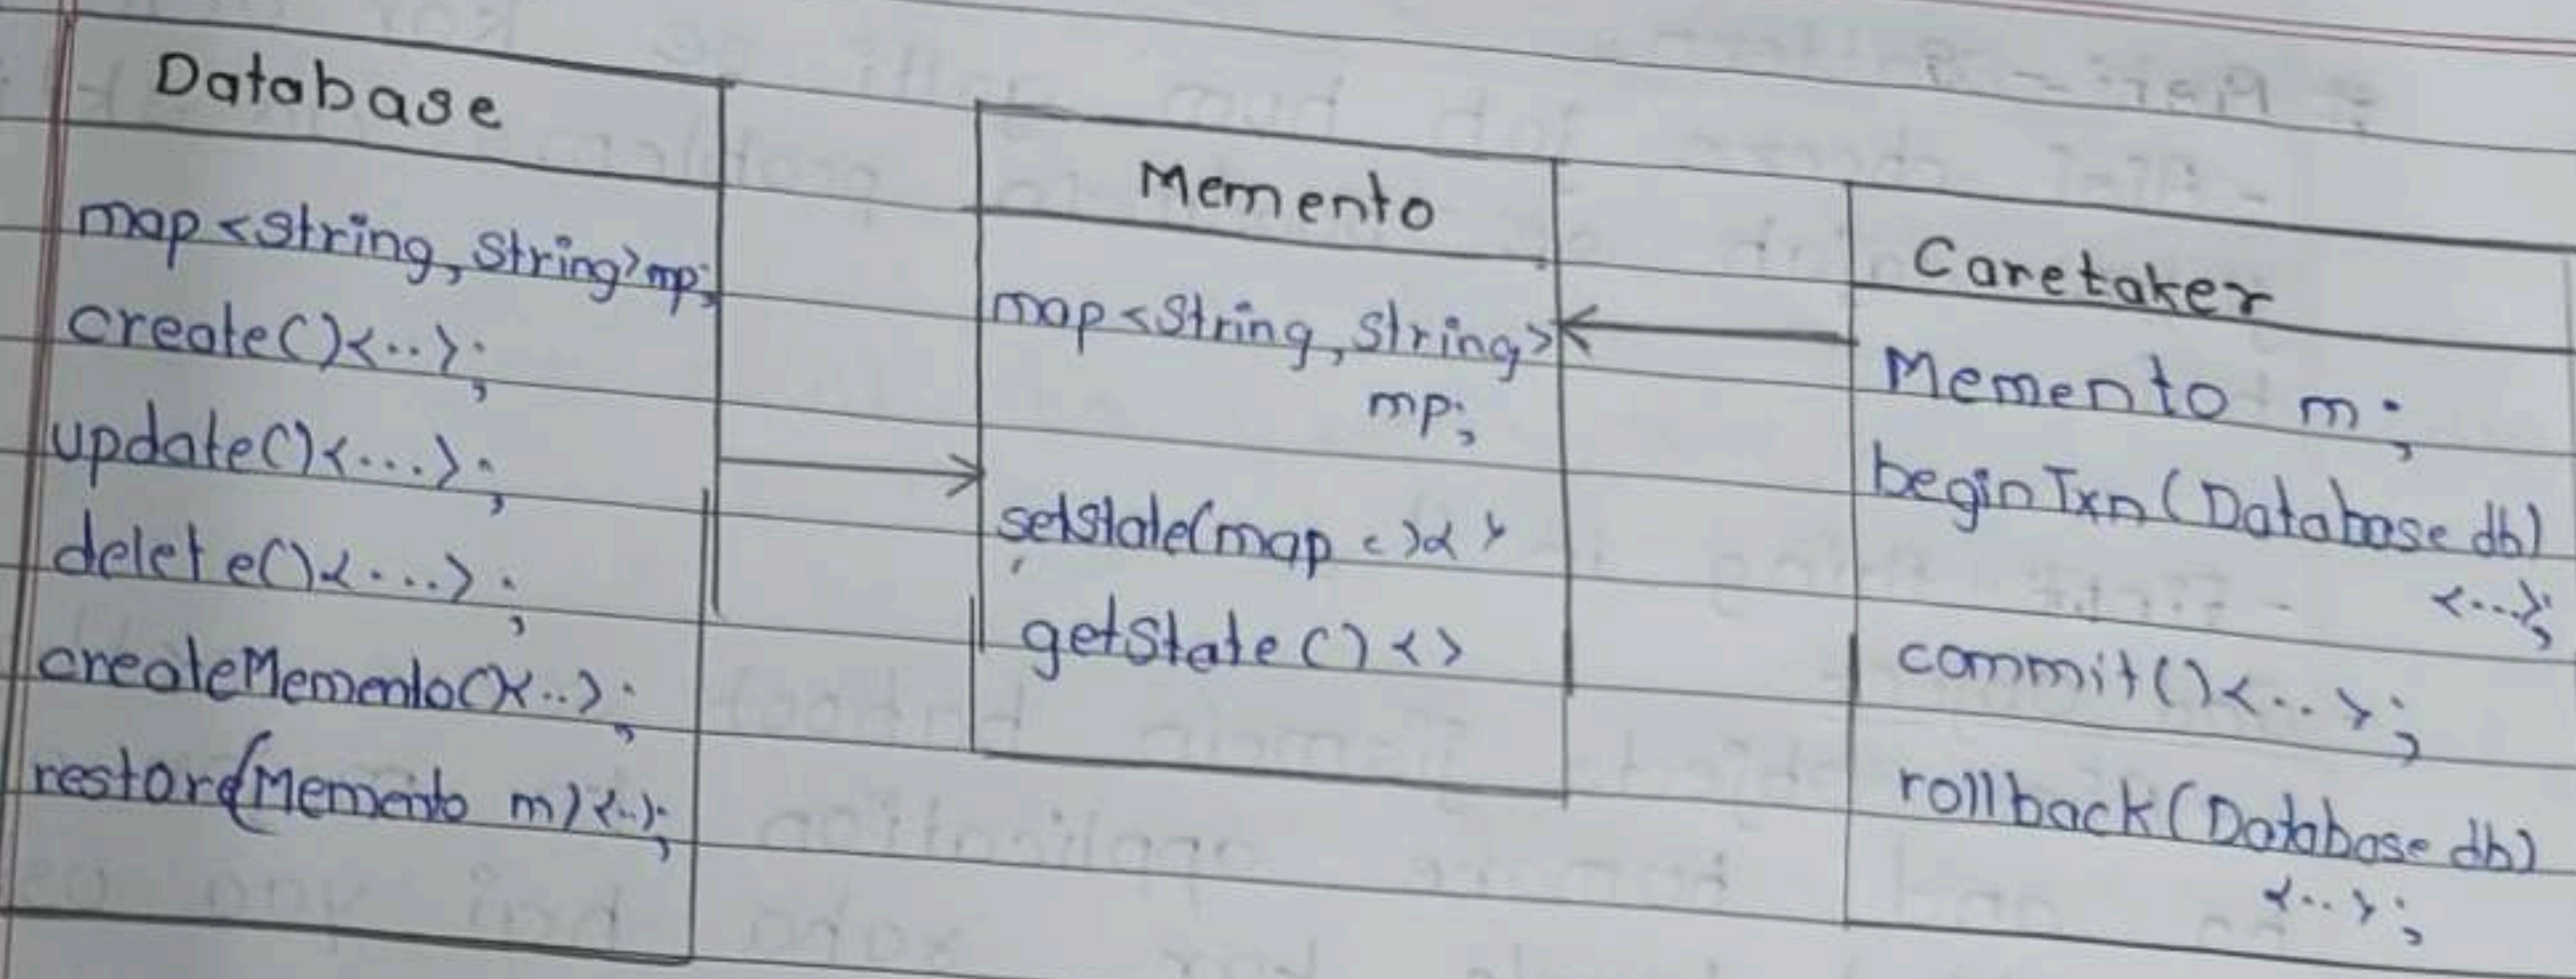 Database
map<string, string>mp;
create(){..};
update(){...};
delete(){...};
createMemento(){..};
restore(Memento m){..};
Memento
map<string, string>
mp;
setstate(map<>){}
getState(){}
Caretaker
Memento m;
beginTxn(Database db)
{...};
commit(){..};
rollback(Database db)
{..};